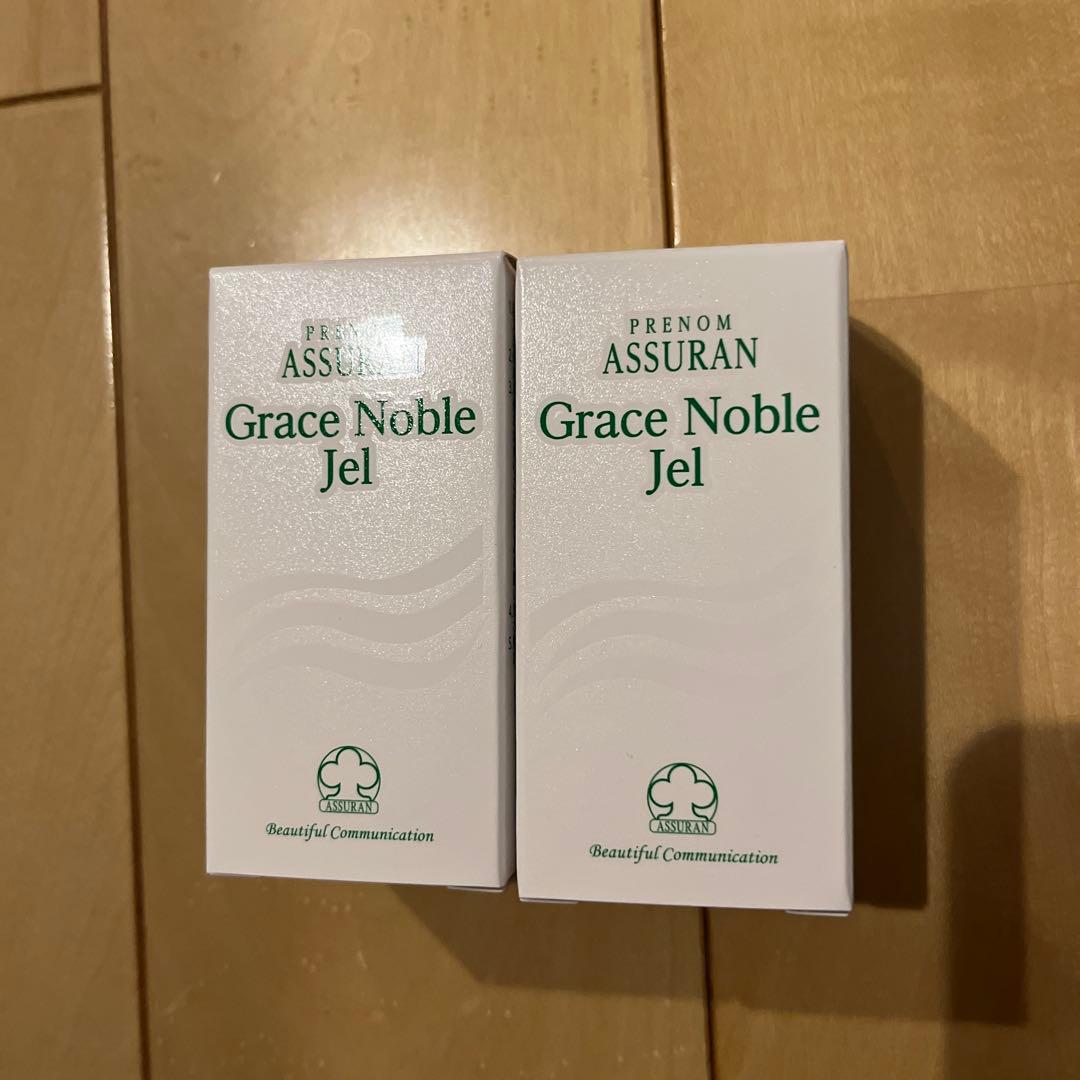 PRENOM
ASSURAN
Grace Noble
Jel
ASSURAN
Beautiful Communication
PRENOM
ASSURAN
Grace Noble
Jel
ASSURAN
Beautiful Communication